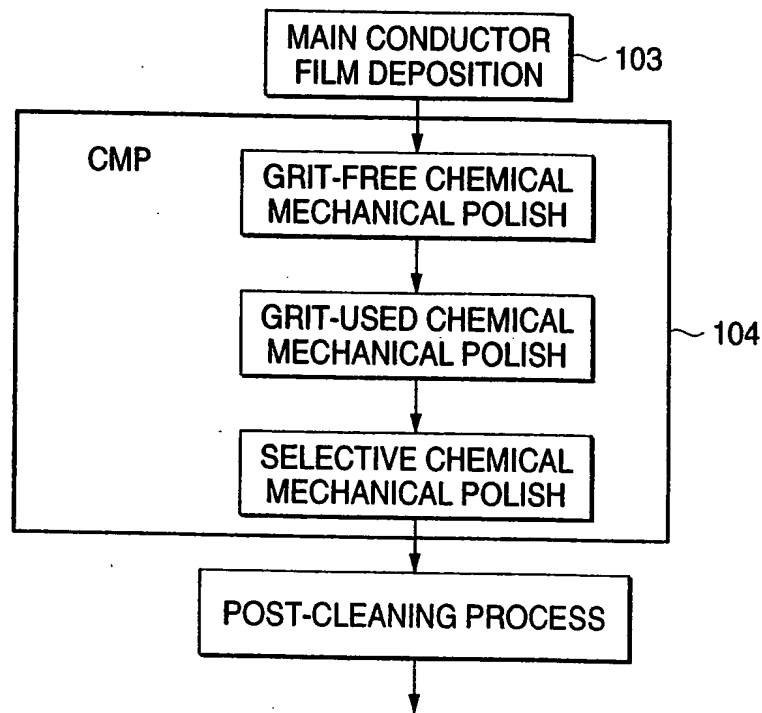 MAIN CONDUCTOR
FILM DEPOSITION
103
CMP
GRIT-FREE CHEMICAL
MECHANICAL POLISH
GRIT-USED CHEMICAL
MECHANICAL POLISH
104
SELECTIVE CHEMICAL
MECHANICAL POLISH
POST-CLEANING PROCESS